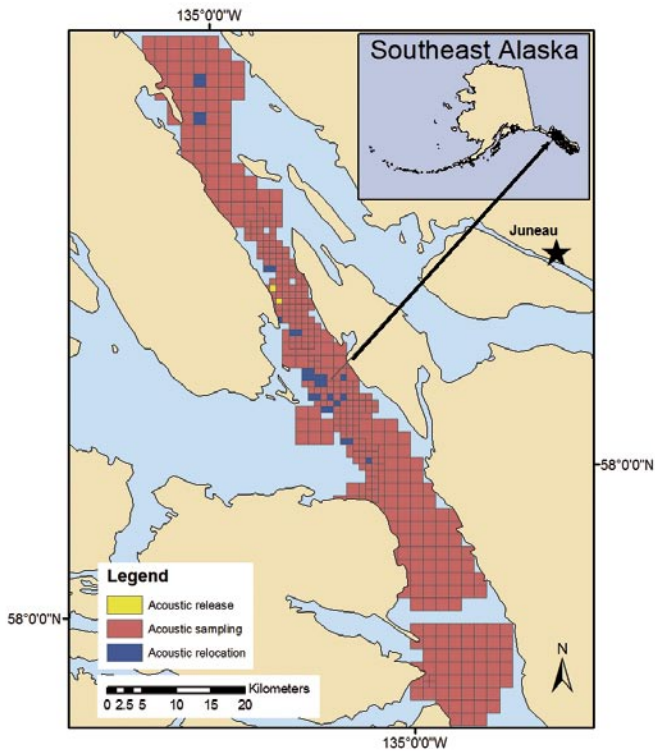 135°0'0"W
Southeast Alaska
Juneau
58°0'0"N
Legend
Acoustic release
58°0'0"N
Acoustic sampling
Acoustic relocation
N
Kilometers
0 2.5 5 10 15 20
135°0'0"W